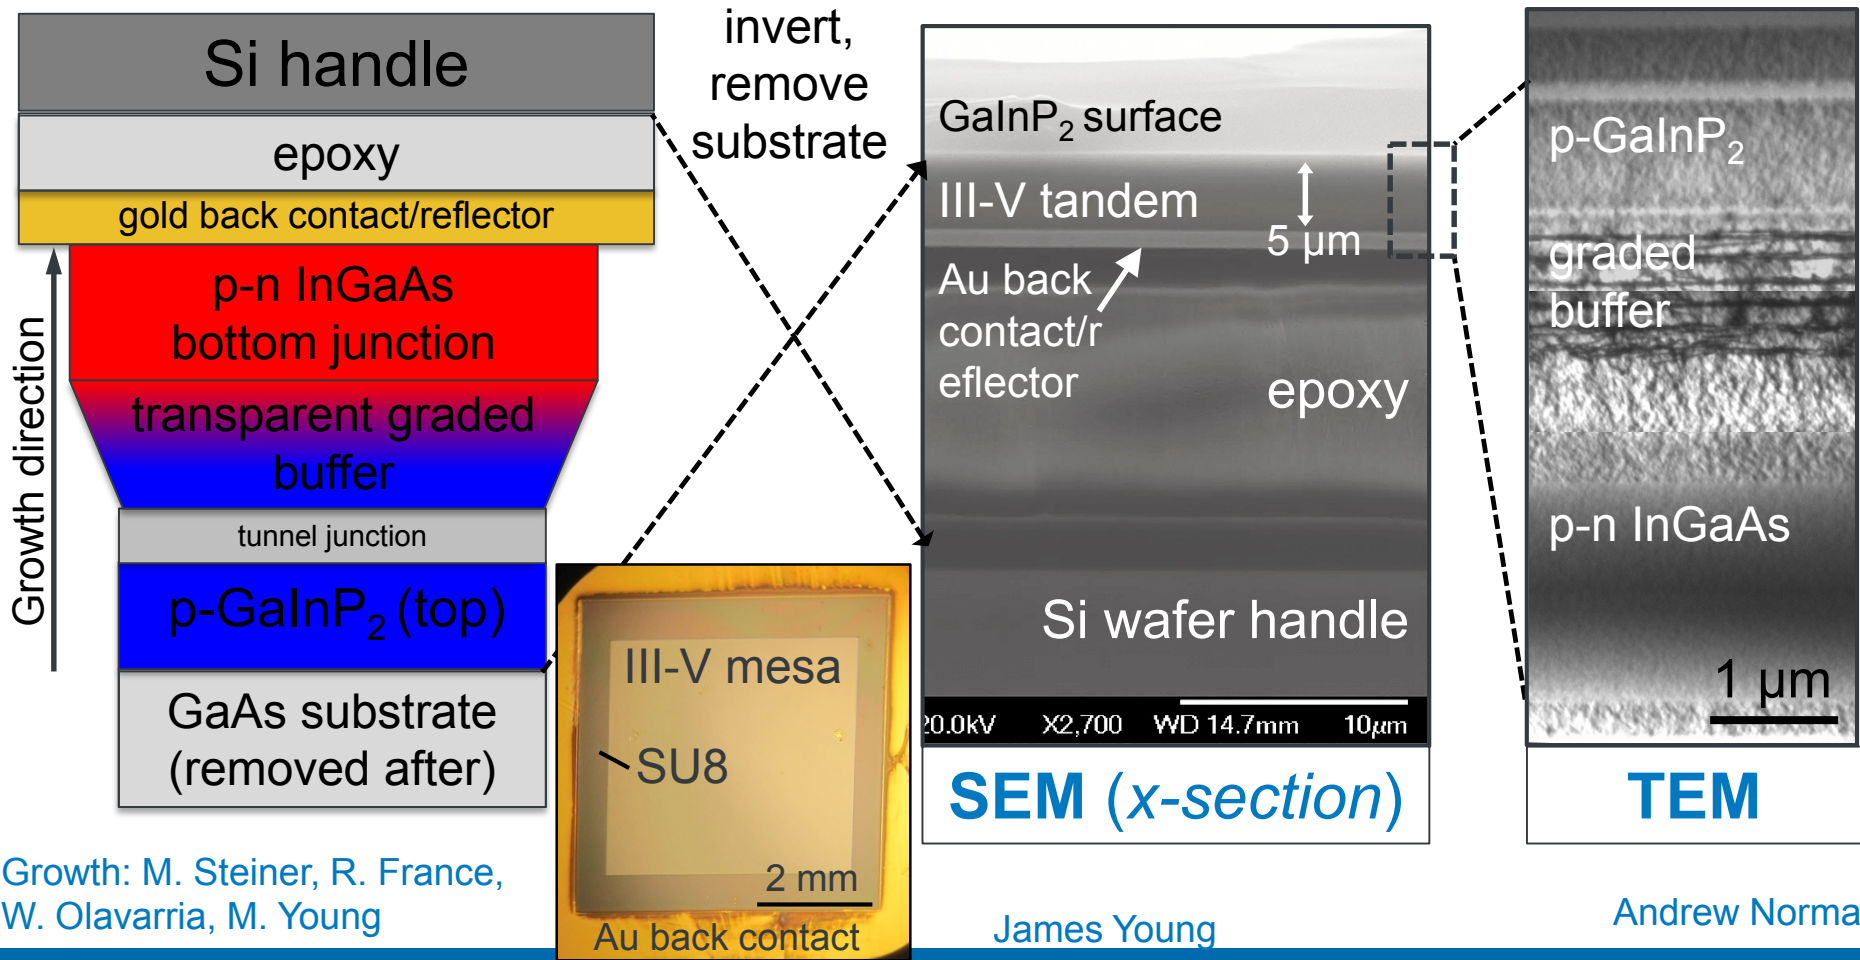 Si handle
epoxy
gold back contact/reflector
p-n InGaAs
bottom junction
transparent graded
buffer
tunnel junction
p-GaInP₂ (top)
GaAs substrate
(removed after)
Growth direction
invert,
remove
substrate
III-V mesa
SU8
2 mm
Au back contact
GaInP₂ surface
III-V tandem
5 µm
Au back
contact/r
eflector
epoxy
Si wafer handle
20.0kV X2,700 WD 14.7mm 10µm
SEM (x-section)
p-GaInP₂
graded
buffer
p-n InGaAs
1 µm
TEM
Growth: M. Steiner, R. France,
W. Olavarria, M. Young
James Young
Andrew Norma